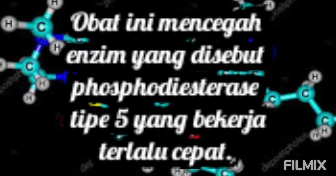 Obat ini mencegah
enzim yang disebut
phosphodiesterase
tipe 5 yang bekerja
terlalu cepat.
FILMIX